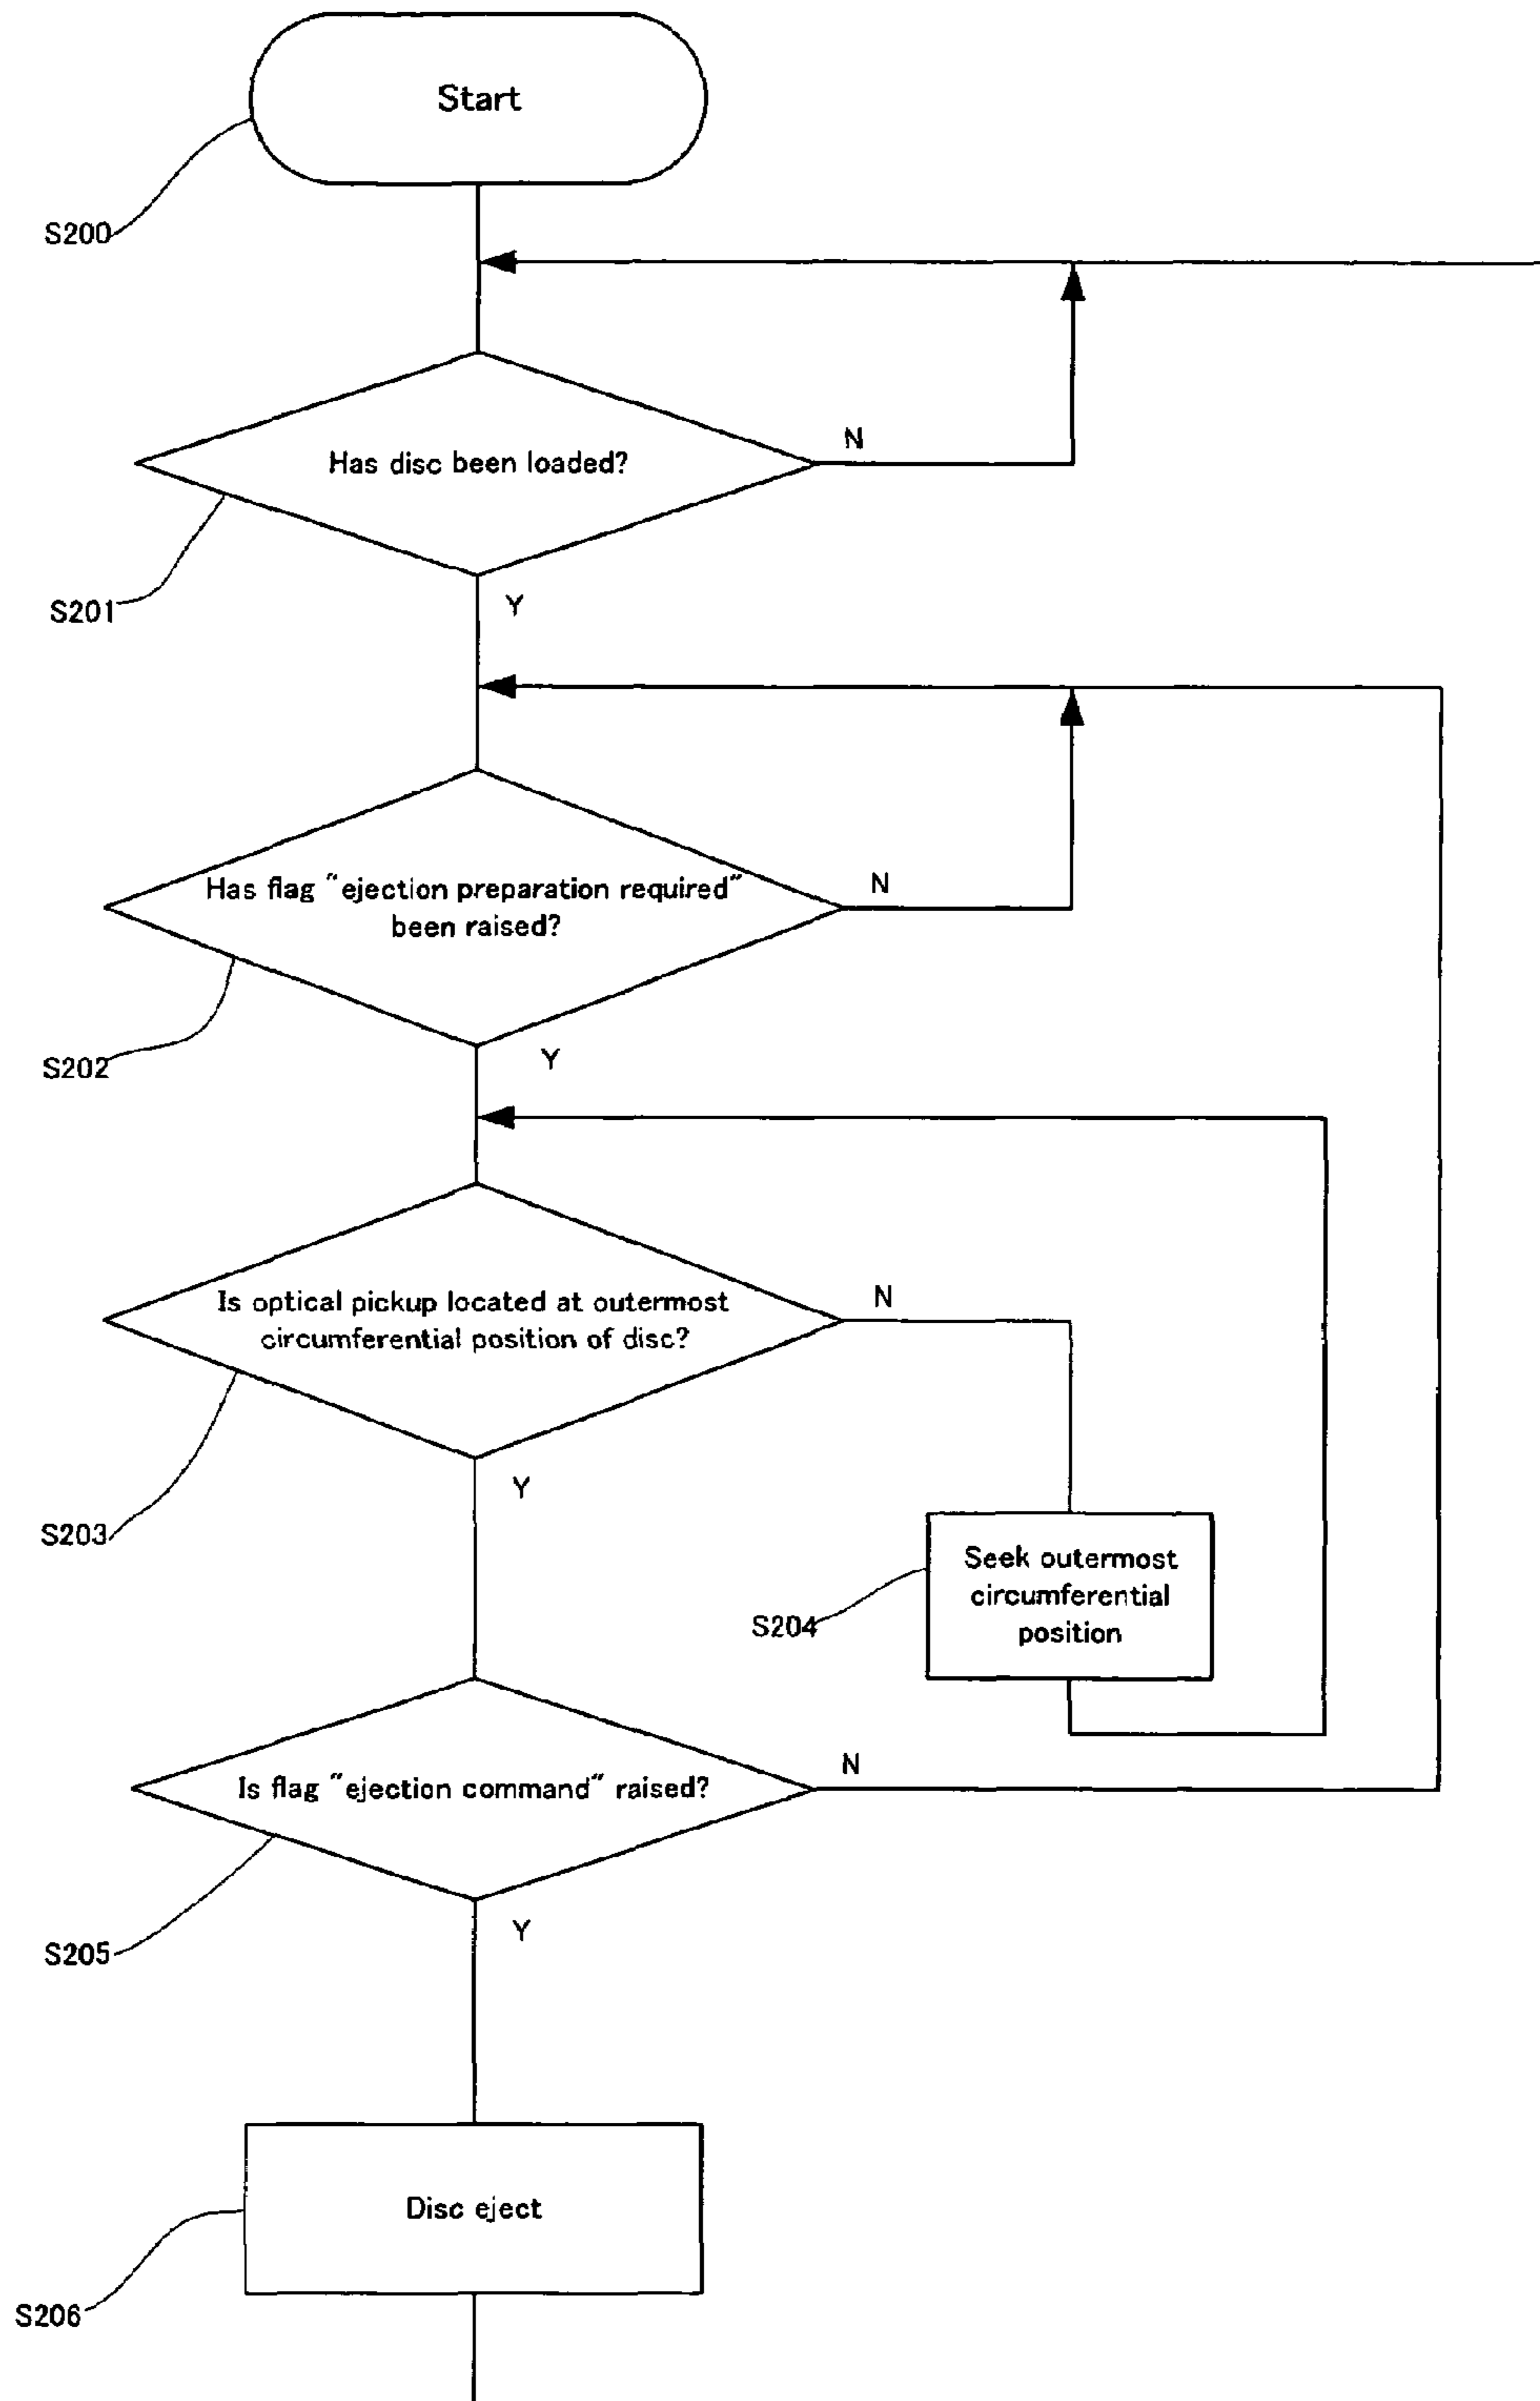 Start
S200
Has disc been loaded?
N
S201
Y
Has flag "ejection preparation required"
been raised?
N
S202
Y
Is optical pickup located at outermost
circumferential position of disc?
N
S203
Y
Seek outermost
circumferential
position
S204
Is flag "ejection command" raised?
N
S205
Y
Disc eject
S206